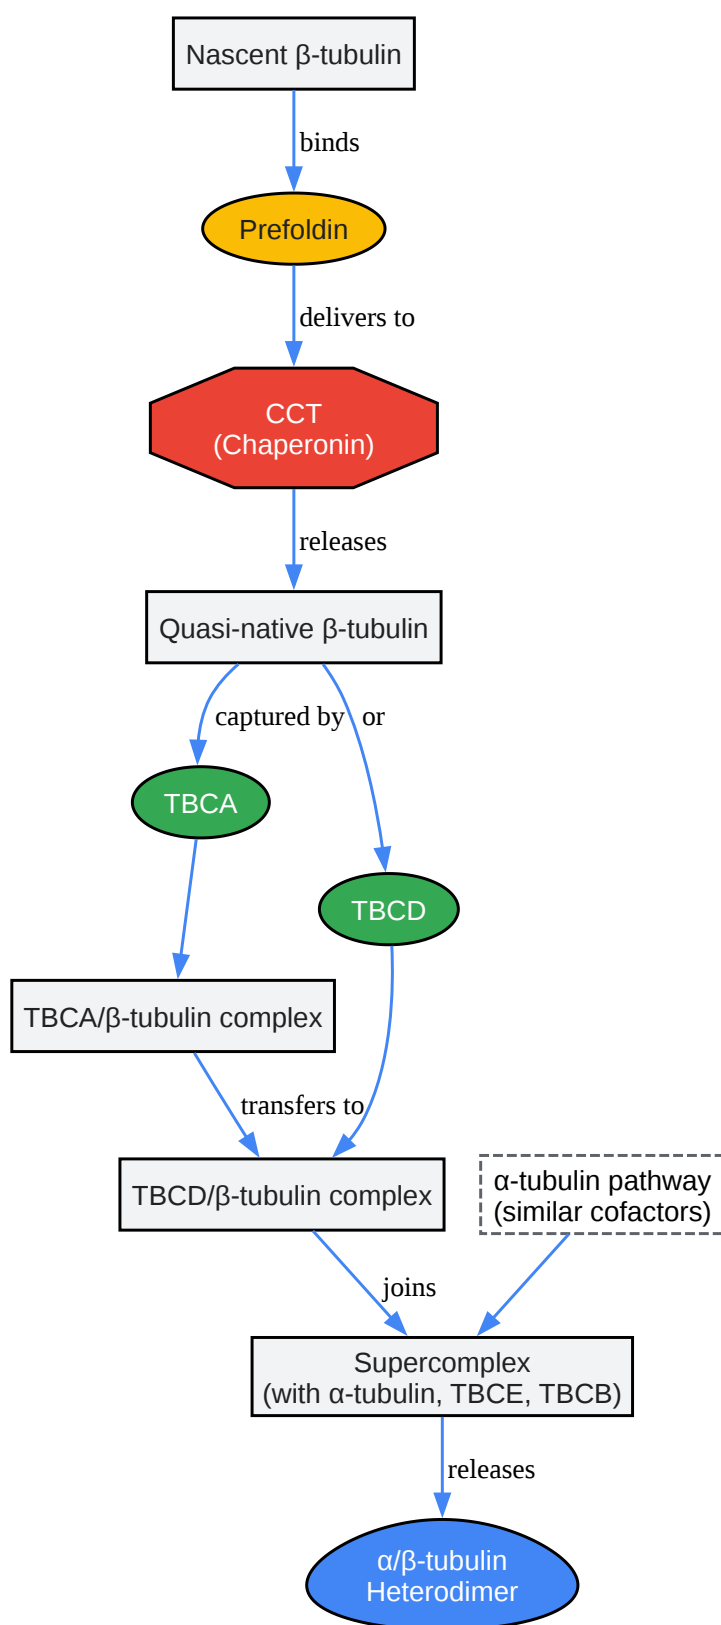 Nascent β-tubulin
binds
Prefoldin
delivers to
CCT
(Chaperonin)
releases
Quasi-native β-tubulin
captured by
or
TBCA
TBCD
TBCA/β-tubulin complex
transfers to
TBCD/β-tubulin complex
α-tubulin pathway
(similar cofactors)
joins
Supercomplex
(with α-tubulin, TBCE, TBCB)
releases
α/β-tubulin
Heterodimer